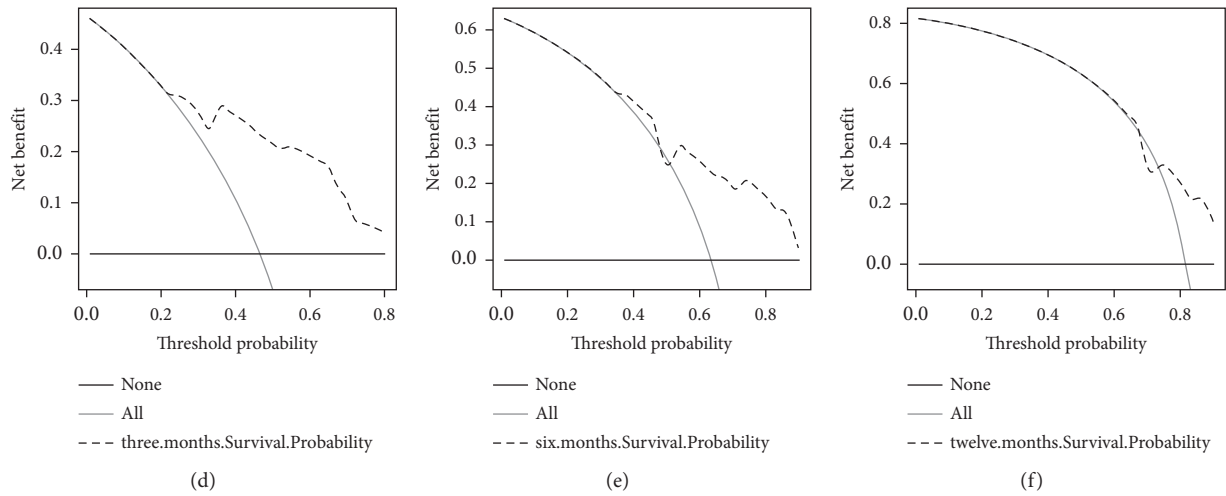 Net benefit
0.4
0.3
0.2
0.1
0.0
0.0 0.2 0.4 0.6 0.8
Threshold probability
None
All
three.months.Survival.Probability
(d)
Net benefit
0.6
0.5
0.4
0.3
0.2
0.1
0.0
0.0 0.2 0.4 0.6 0.8
Threshold probability
None
All
six.months.Survival.Probability
(e)
Net benefit
0.8
0.6
0.4
0.2
0.0
0.0 0.2 0.4 0.6 0.8
Threshold probability
None
All
twelve.months.Survival.Probability
(f)